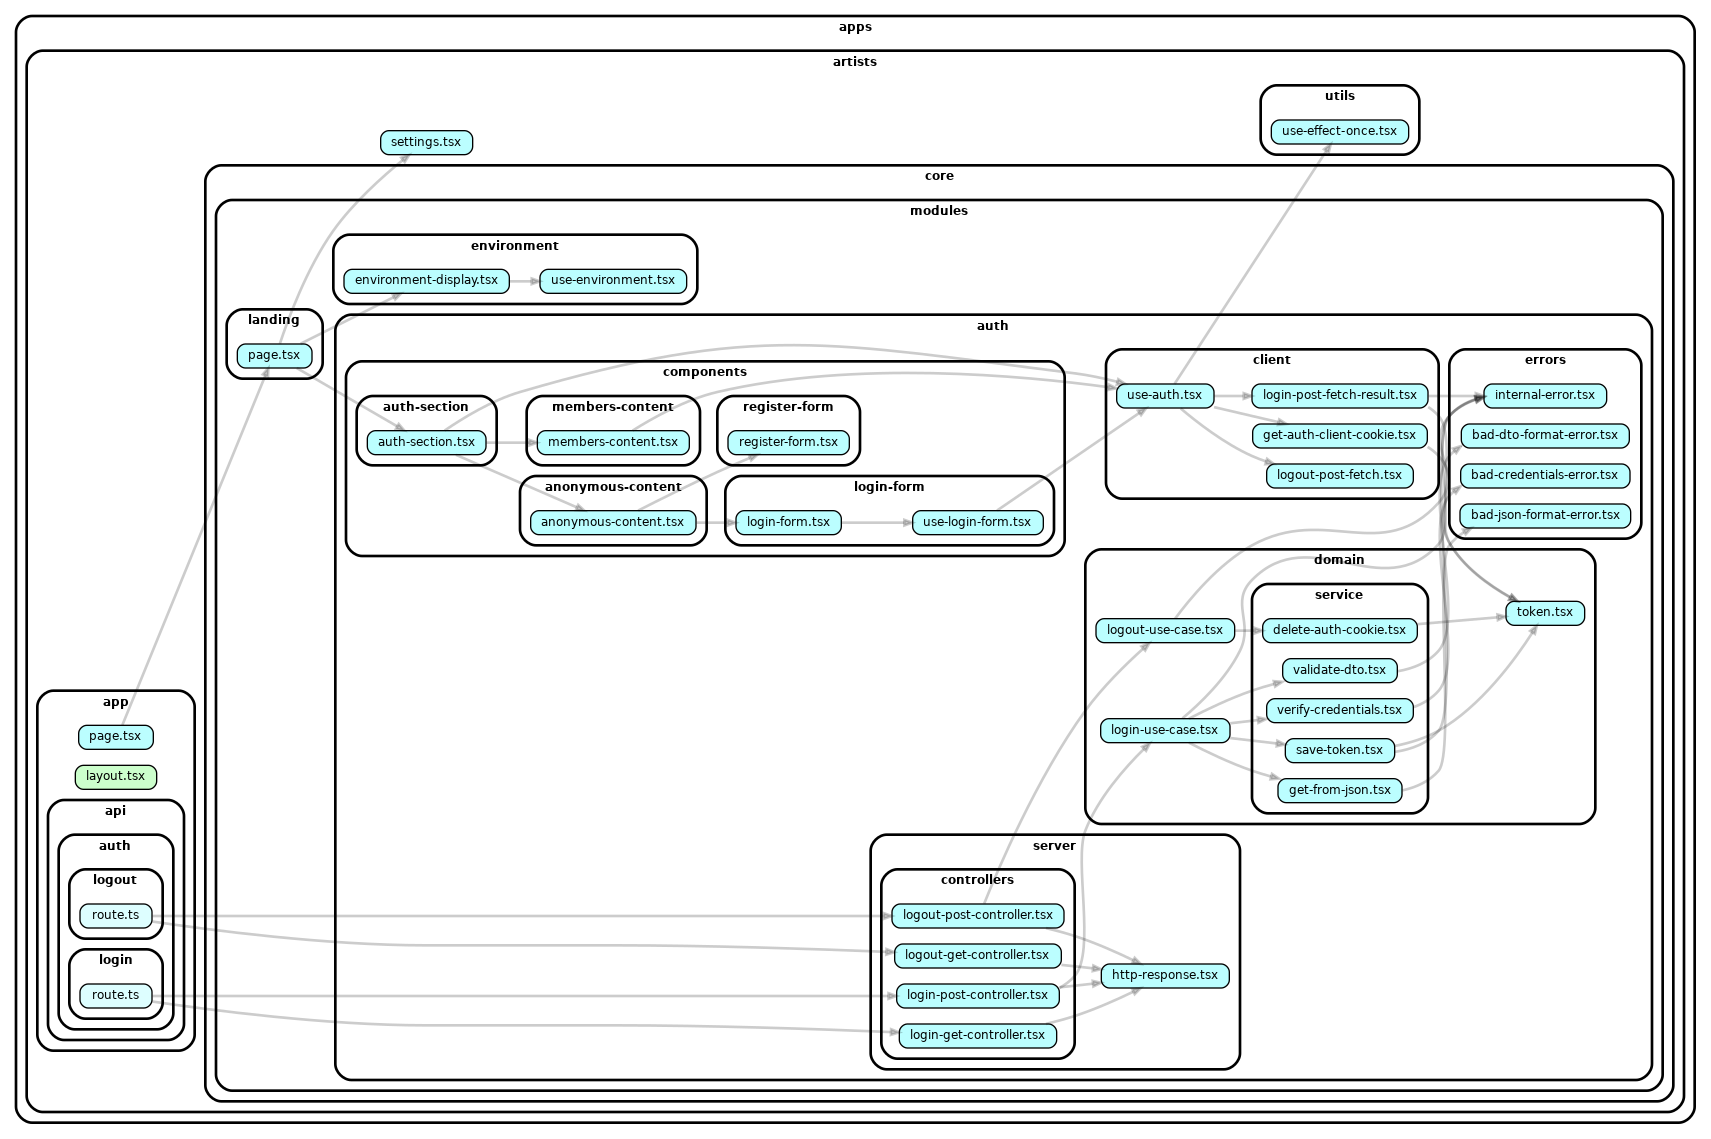 apps
artists
utils
use-effect-once.tsx
settings.tsx
core
modules
environment
environment-display.tsx
use-environment.tsx
landing
page.tsx
auth
components
auth-section
auth-section.tsx
members-content
members-content.tsx
register-form
register-form.tsx
anonymous-content
anonymous-content.tsx
login-form
login-form.tsx
use-login-form.tsx
client
use-auth.tsx
login-post-fetch-result.tsx
get-auth-client-cookie.tsx
logout-post-fetch.tsx
errors
internal-error.tsx
bad-dto-format-error.tsx
bad-credentials-error.tsx
bad-json-format-error.tsx
domain
service
logout-use-case.tsx
delete-auth-cookie.tsx
token.tsx
validate-dto.tsx
verify-credentials.tsx
login-use-case.tsx
save-token.tsx
get-from-json.tsx
app
page.tsx
layout.tsx
api
auth
logout
route.ts
login
route.ts
server
controllers
logout-post-controller.tsx
logout-get-controller.tsx
login-post-controller.tsx
login-get-controller.tsx
http-response.tsx